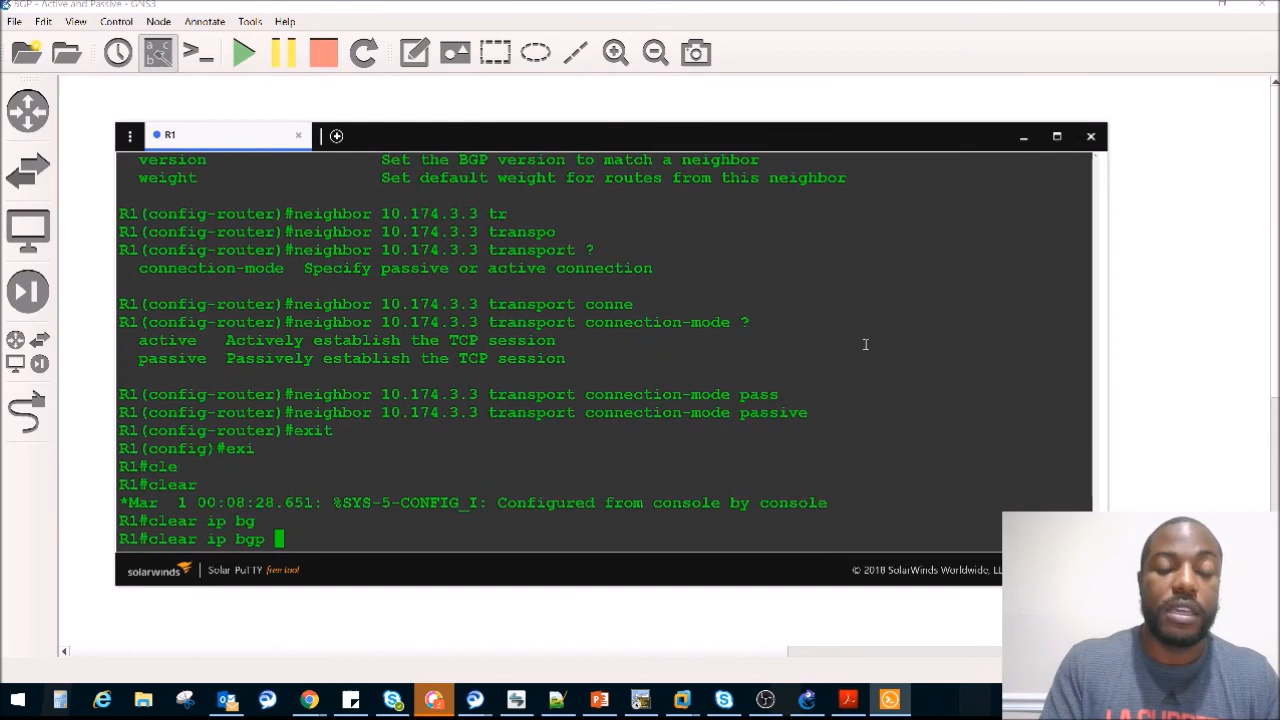 BGP - Active and Passive - GNS3
File Edit View Control Node Annotate Tools Help
R1
version Set the BGP version to match a neighbor
weight Set default weight for routes from this neighbor
R1(config-router)#neighbor 10.174.3.3 tr
R1(config-router)#neighbor 10.174.3.3 transpo
R1(config-router)#neighbor 10.174.3.3 transport ?
connection-mode Specify passive or active connection
R1(config-router)#neighbor 10.174.3.3 transport conne
R1(config-router)#neighbor 10.174.3.3 transport connection-mode ?
active Actively establish the TCP session
passive Passively establish the TCP session
R1(config-router)#neighbor 10.174.3.3 transport connection-mode pass
R1(config-router)#neighbor 10.174.3.3 transport connection-mode passive
R1(config-router)#exit
R1(config)#exi
R1#cle
R1#clear
*Mar 1 00:08:28.651: %SYS-5-CONFIG_I: Configured from console by console
R1#clear ip bg
R1#clear ip bgp
solarwinds | Solar PuTTY free tool
© 2018 SolarWinds Worldwide, LL